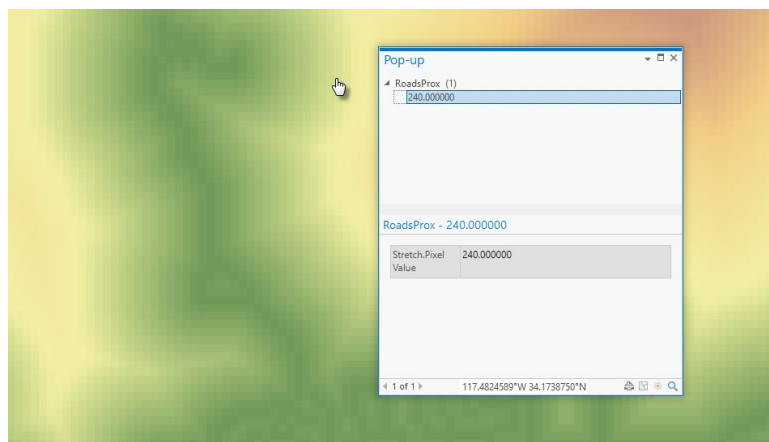 Pop-up
RoadsProx (1)
240.000000
RoadsProx - 240.000000
Stretch.Pixel 240.000000
Value
1 of 1
117.4824589°W 34.1738750°N